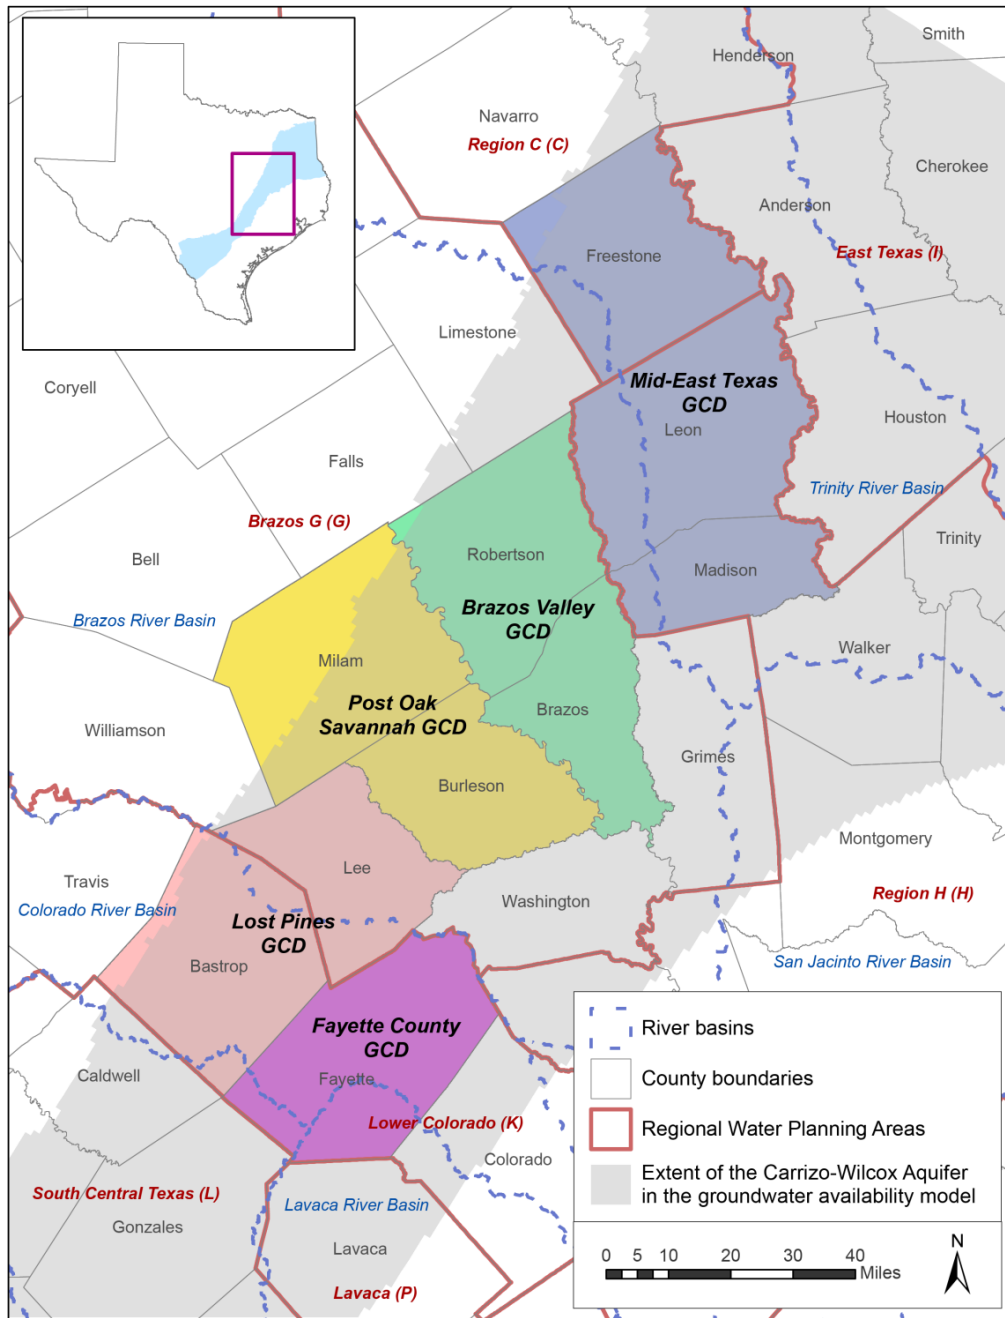 Smith
Henderson
Navarro
Region C (C)
Cherokee
Anderson
East Texas (I)
Freestone
Limestone
Coryell
Mid-East Texas
GCD
Leon
Houston
Falls
Trinity River Basin
Brazos G (G)
Bell
Robertson
Trinity
Madison
Brazos Valley
GCD
Brazos River Basin
Walker
Milam
Post Oak
Savannah GCD
Brazos
Williamson
Grimes
Burleson
Montgomery
Lee
Travis
Region H (H)
Washington
Colorado River Basin
Lost Pines
GCD
Bastrop
San Jacinto River Basin
Fayette County
GCD
Fayette
Caldwell
Lower Colorado (K)
Colorado
South Central Texas (L)
Gonzales
Lavaca River Basin
Lavaca
Lavaca (P)
River basins
County boundaries
Regional Water Planning Areas
Extent of the Carrizo-Wilcox Aquifer
in the groundwater availability model
N
0 5 10 20 30 40
Miles